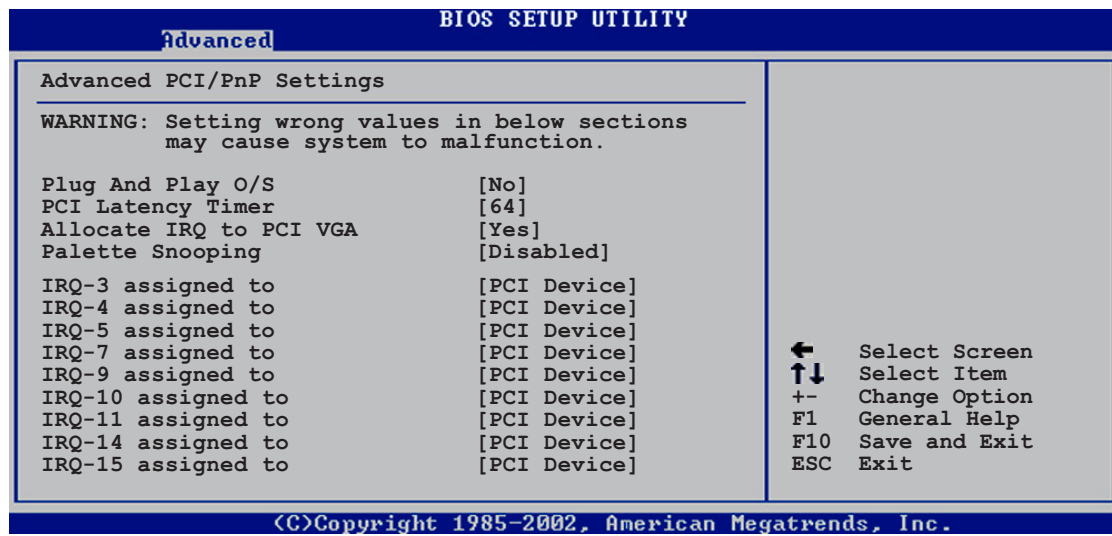 BIOS SETUP UTILITY
Advanced
Advanced PCI/PnP Settings
WARNING: Setting wrong values in below sections
may cause system to malfunction.
Plug And Play O/S [No]
PCI Latency Timer [64]
Allocate IRQ to PCI VGA [Yes]
Palette Snooping [Disabled]
IRQ-3 assigned to [PCI Device]
IRQ-4 assigned to [PCI Device]
IRQ-5 assigned to [PCI Device]
IRQ-7 assigned to [PCI Device]
IRQ-9 assigned to [PCI Device]
IRQ-10 assigned to [PCI Device]
IRQ-11 assigned to [PCI Device]
IRQ-14 assigned to [PCI Device]
IRQ-15 assigned to [PCI Device]
← Select Screen
↑↓ Select Item
+- Change Option
F1 General Help
F10 Save and Exit
ESC Exit
(C)Copyright 1985-2002, American Megatrends, Inc.